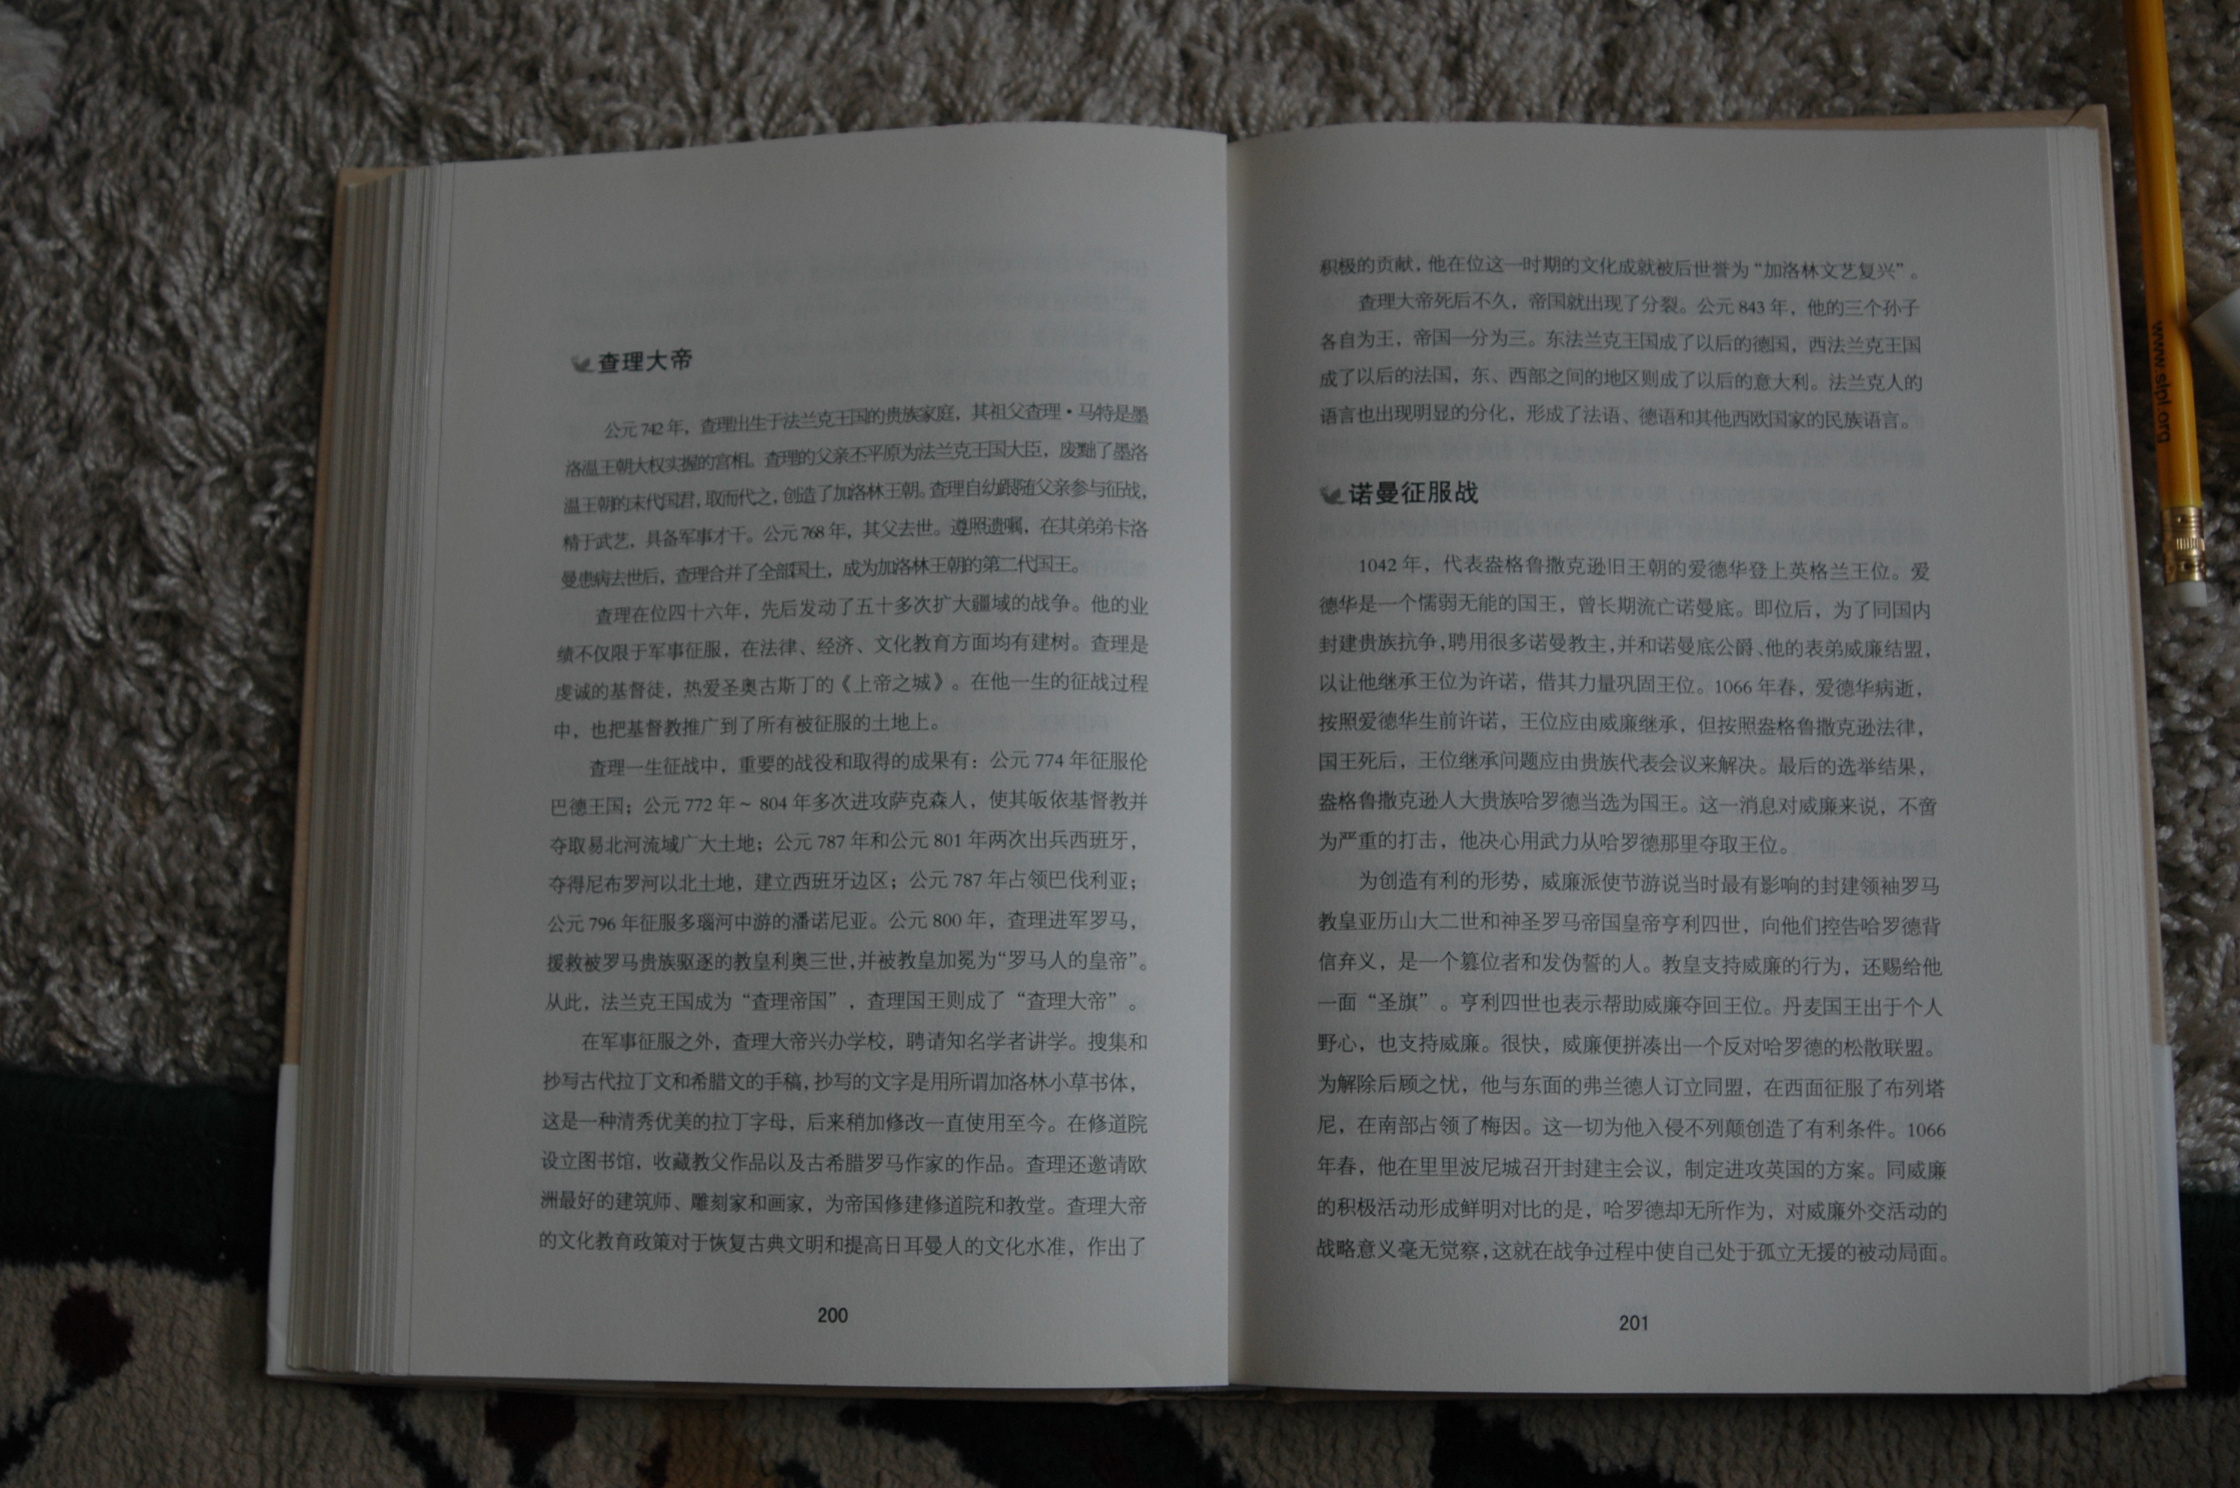 查理大帝
公元742年，查理出生于法兰克王国的贵族家庭，其祖父查理·马特是墨
洛温王朝大权实握的宫相。查理的父亲丕平原为法兰克王国大臣，废黜了墨洛
温王朝的末代国君，取而代之，创造了加洛林王朝。查理自幼跟随父亲参与征战，
精于武艺，具备军事才干。公元768年，其父去世。遵照遗嘱，在其弟弟卡洛
曼患病去世后，查理合并了全部国土，成为加洛林王朝的第二代国王。
查理在位四十六年，先后发动了五十多次扩大疆域的战争。他的业
绩不仅限于军事征服，在法律、经济、文化教育方面均有建树。查理是
虔诚的基督徒，热爱圣奥古斯丁的《上帝之城》。在他一生的征战过程
中，也把基督教推广到了所有被征服的土地上。
查理一生征战中，重要的战役和取得的成果有：公元774年征服伦
巴德王国；公元772年～804年多次进攻萨克森人，使其皈依基督教并
夺取易北河流域广大土地；公元787年和公元801年两次出兵西班牙，
夺得尼布罗河以北土地，建立西班牙边区；公元787年占领巴伐利亚；
公元796年征服多瑙河中游的潘诺尼亚。公元800年，查理进军罗马，
援救被罗马贵族驱逐的教皇利奥三世，并被教皇加冕为“罗马人的皇帝”。
从此，法兰克王国成为“查理帝国”，查理国王则成了“查理大帝”。
在军事征服之外，查理大帝兴办学校，聘请知名学者讲学。搜集和
抄写古代拉丁文和希腊文的手稿，抄写的文字是用所谓加洛林小草书体，
这是一种清秀优美的拉丁字母，后来稍加修改一直使用至今。在修道院
设立图书馆，收藏教父作品以及古希腊罗马作家的作品。查理还邀请欧
洲最好的建筑师、雕刻家和画家，为帝国修建修道院和教堂。查理大帝
的文化教育政策对于恢复古典文明和提高日耳曼人的文化水准，作出了
200
积极的贡献，他在位这一时期的文化成就被后世誉为“加洛林文艺复兴”。
查理大帝死后不久，帝国就出现了分裂。公元843年，他的三个孙子
各自为王，帝国一分为三。东法兰克王国成了以后的德国，西法兰克王国
成了以后的法国，东、西部之间的地区则成了以后的意大利。法兰克人的
语言也出现明显的分化，形成了法语、德语和其他西欧国家的民族语言。
诺曼征服战
1042年，代表盎格鲁撒克逊旧王朝的爱德华登上英格兰王位。爱
德华是一个懦弱无能的国王，曾长期流亡诺曼底。即位后，为了同国内
封建贵族抗争，聘用很多诺曼教主，并和诺曼底公爵、他的表弟威廉结盟，
以让他继承王位为许诺，借其力量巩固王位。1066年春，爱德华病逝，
按照爱德华生前许诺，王位应由威廉继承，但按照盎格鲁撒克逊法律，
国王死后，王位继承问题应由贵族代表会议来解决。最后的选举结果，
盎格鲁撒克逊人大贵族哈罗德当选为国王。这一消息对威廉来说，不啻
为严重的打击，他决心用武力从哈罗德那里夺取王位。
为创造有利的形势，威廉派使节游说当时最有影响的封建领袖罗马
教皇亚历山大二世和神圣罗马帝国皇帝亨利四世，向他们控告哈罗德背
信弃义，是一个篡位者和发伪誓的人。教皇支持威廉的行为，还赐给他
一面“圣旗”。亨利四世也表示帮助威廉夺回王位。丹麦国王出于个人
野心，也支持威廉。很快，威廉便拼凑出一个反对哈罗德的松散联盟。
为解除后顾之忧，他与东面的弗兰德人订立同盟，在西面征服了布列塔
尼，在南部占领了梅因。这一切为他入侵不列颠创造了有利条件。1066
年春，他在里里波尼城召开封建主会议，制定进攻英国的方案。同威廉
的积极活动形成鲜明对比的是，哈罗德却无所作为，对威廉外交活动的
战略意义毫无觉察，这就在战争过程中使自己处于孤立无援的被动局面。
201
www.slpl.org